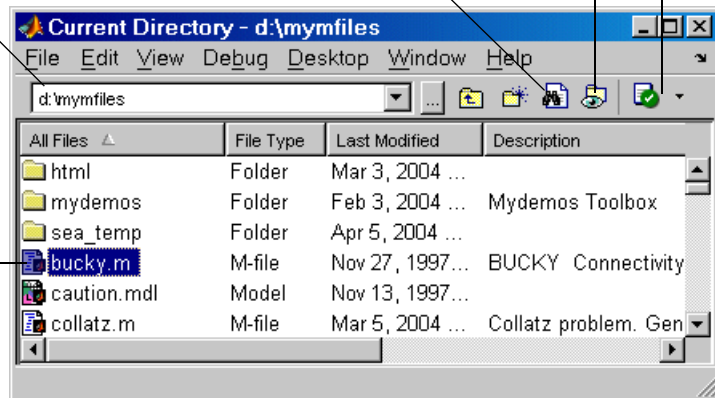 Current Directory - d:\mymfiles
File Edit View Debug Desktop Window Help
d:\mymfiles ...
All Files File Type Last Modified Description
html Folder Mar 3, 2004 ...
mydemos Folder Feb 3, 2004 ... Mydemos Toolbox
sea_temp Folder Apr 5, 2004 ...
bucky.m M-file Nov 27, 1997... BUCKY Connectivity
caution.mdl Model Nov 13, 1997...
collatz.m M-file Mar 5, 2004 ... Collatz problem. Gen